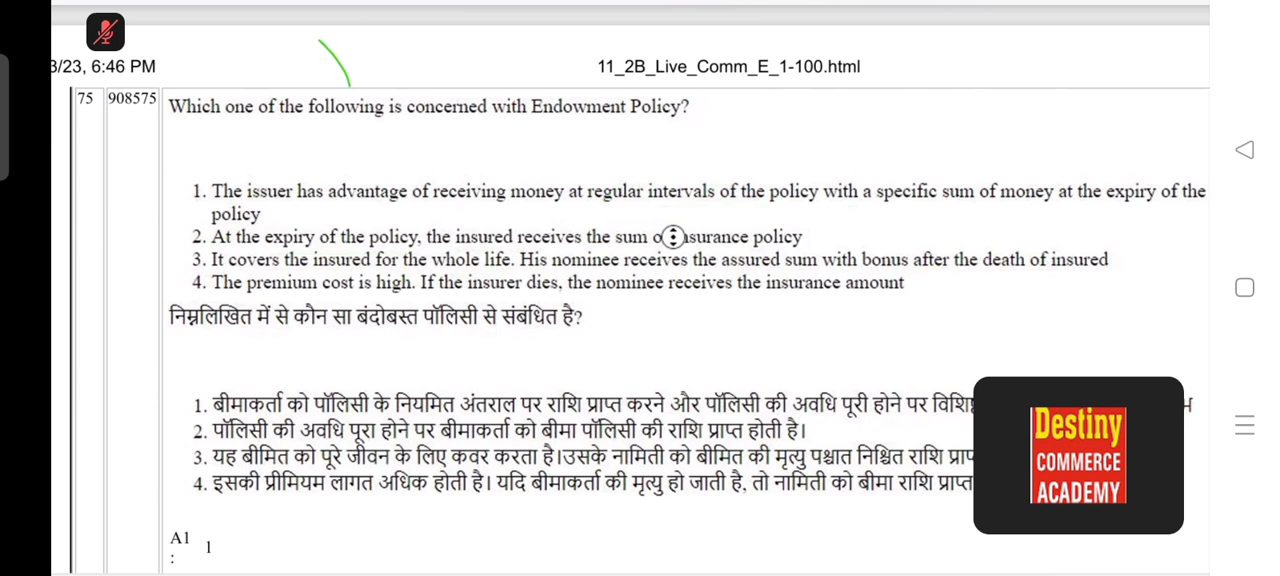 3/23, 6:46 PM 11_2B_Live_Comm_E_1-100.html
75 908575 Which one of the following is concerned with Endowment Policy?
1. The issuer has advantage of receiving money at regular intervals of the policy with a specific sum of money at the expiry of the
policy
2. At the expiry of the policy, the insured receives the sum insurance policy
3. It covers the insured for the whole life. His nominee receives the assured sum with bonus after the death of insured
4. The premium cost is high. If the insurer dies, the nominee receives the insurance amount
निम्नलिखित में से कौन सा बंदोबस्त पॉलिसी से संबंधित है?
1. बीमाकर्ता को पॉलिसी के नियमित अंतराल पर राशि प्राप्त करने और पॉलिसी की अवधि पूरी होने पर
2. पॉलिसी की अवधि पूरा होने पर बीमाकर्ता को बीमा पॉलिसी की राशि प्राप्त होती है।
3. यह बीमित को पूरे जीवन के लिए कवर करता है।उसके नामिती को बीमित की मृत्यु पश्चात निश्चित राशि
4. इसकी प्रीमियम लागत अधिक होती है। यदि बीमाकर्ता की मृत्यु हो जाती है, तो नामिती को बीमा राशि प्राप्त
Destiny
COMMERCE
ACADEMY
A1
:
1